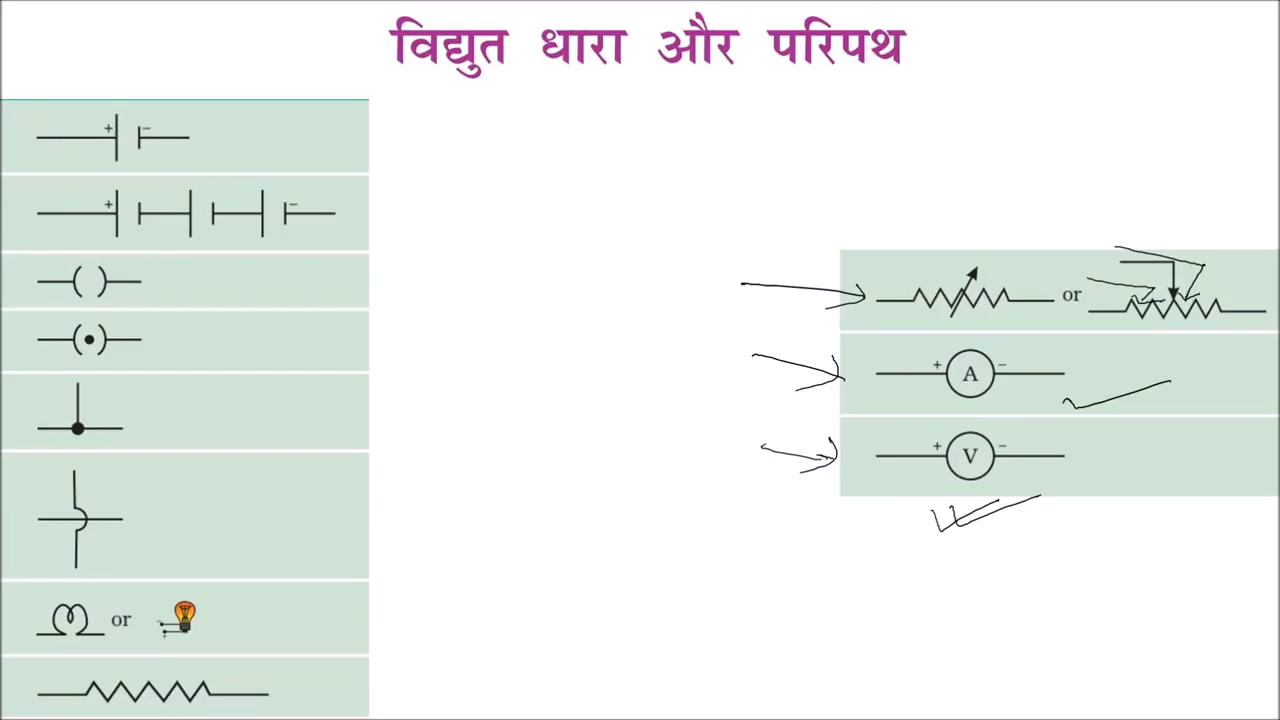 विद्युत धारा और परिपथ
+ −
+ −
or
or
+ A −
+ V −